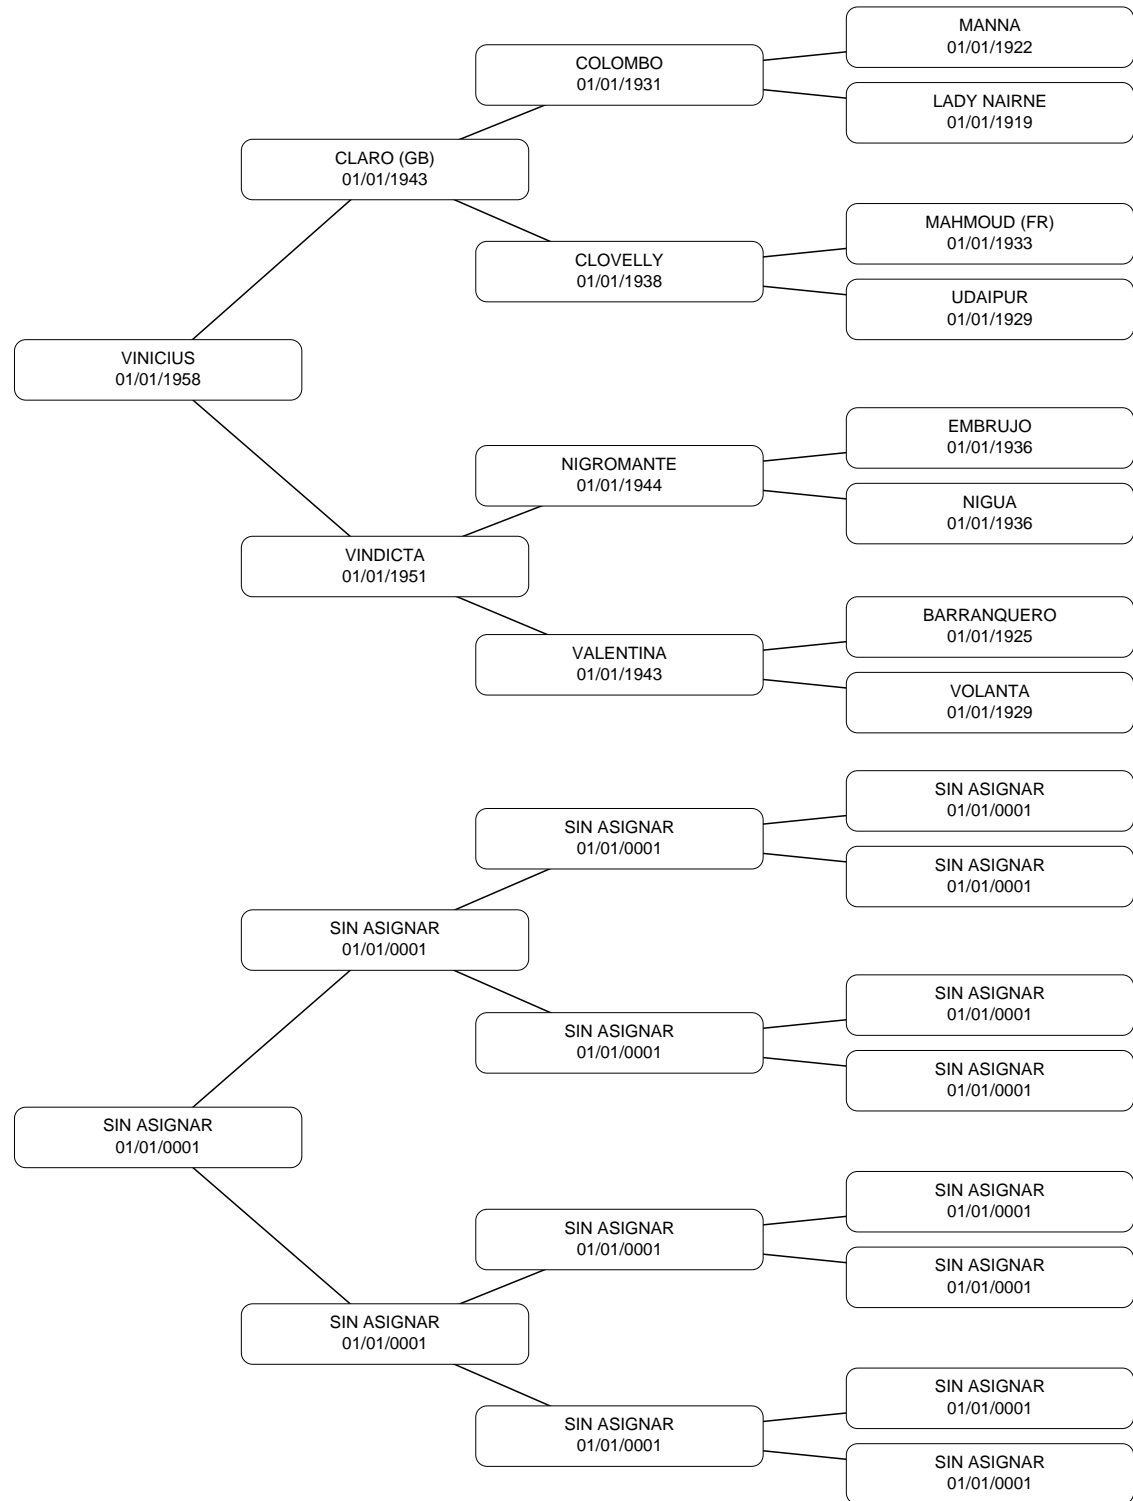 MANNA
01/01/1922
COLOMBO
01/01/1931
LADY NAIRNE
01/01/1919
CLARO (GB)
01/01/1943
MAHMOUD (FR)
01/01/1933
CLOVELLY
01/01/1938
UDAIPUR
01/01/1929
VINICIUS
01/01/1958
EMBRUJO
01/01/1936
NIGROMANTE
01/01/1944
NIGUA
01/01/1936
VINDICTA
01/01/1951
BARRANQUERO
01/01/1925
VALENTINA
01/01/1943
VOLANTA
01/01/1929
SIN ASIGNAR
01/01/0001
SIN ASIGNAR
01/01/0001
SIN ASIGNAR
01/01/0001
SIN ASIGNAR
01/01/0001
SIN ASIGNAR
01/01/0001
SIN ASIGNAR
01/01/0001
SIN ASIGNAR
01/01/0001
SIN ASIGNAR
01/01/0001
SIN ASIGNAR
01/01/0001
SIN ASIGNAR
01/01/0001
SIN ASIGNAR
01/01/0001
SIN ASIGNAR
01/01/0001
SIN ASIGNAR
01/01/0001
SIN ASIGNAR
01/01/0001
SIN ASIGNAR
01/01/0001